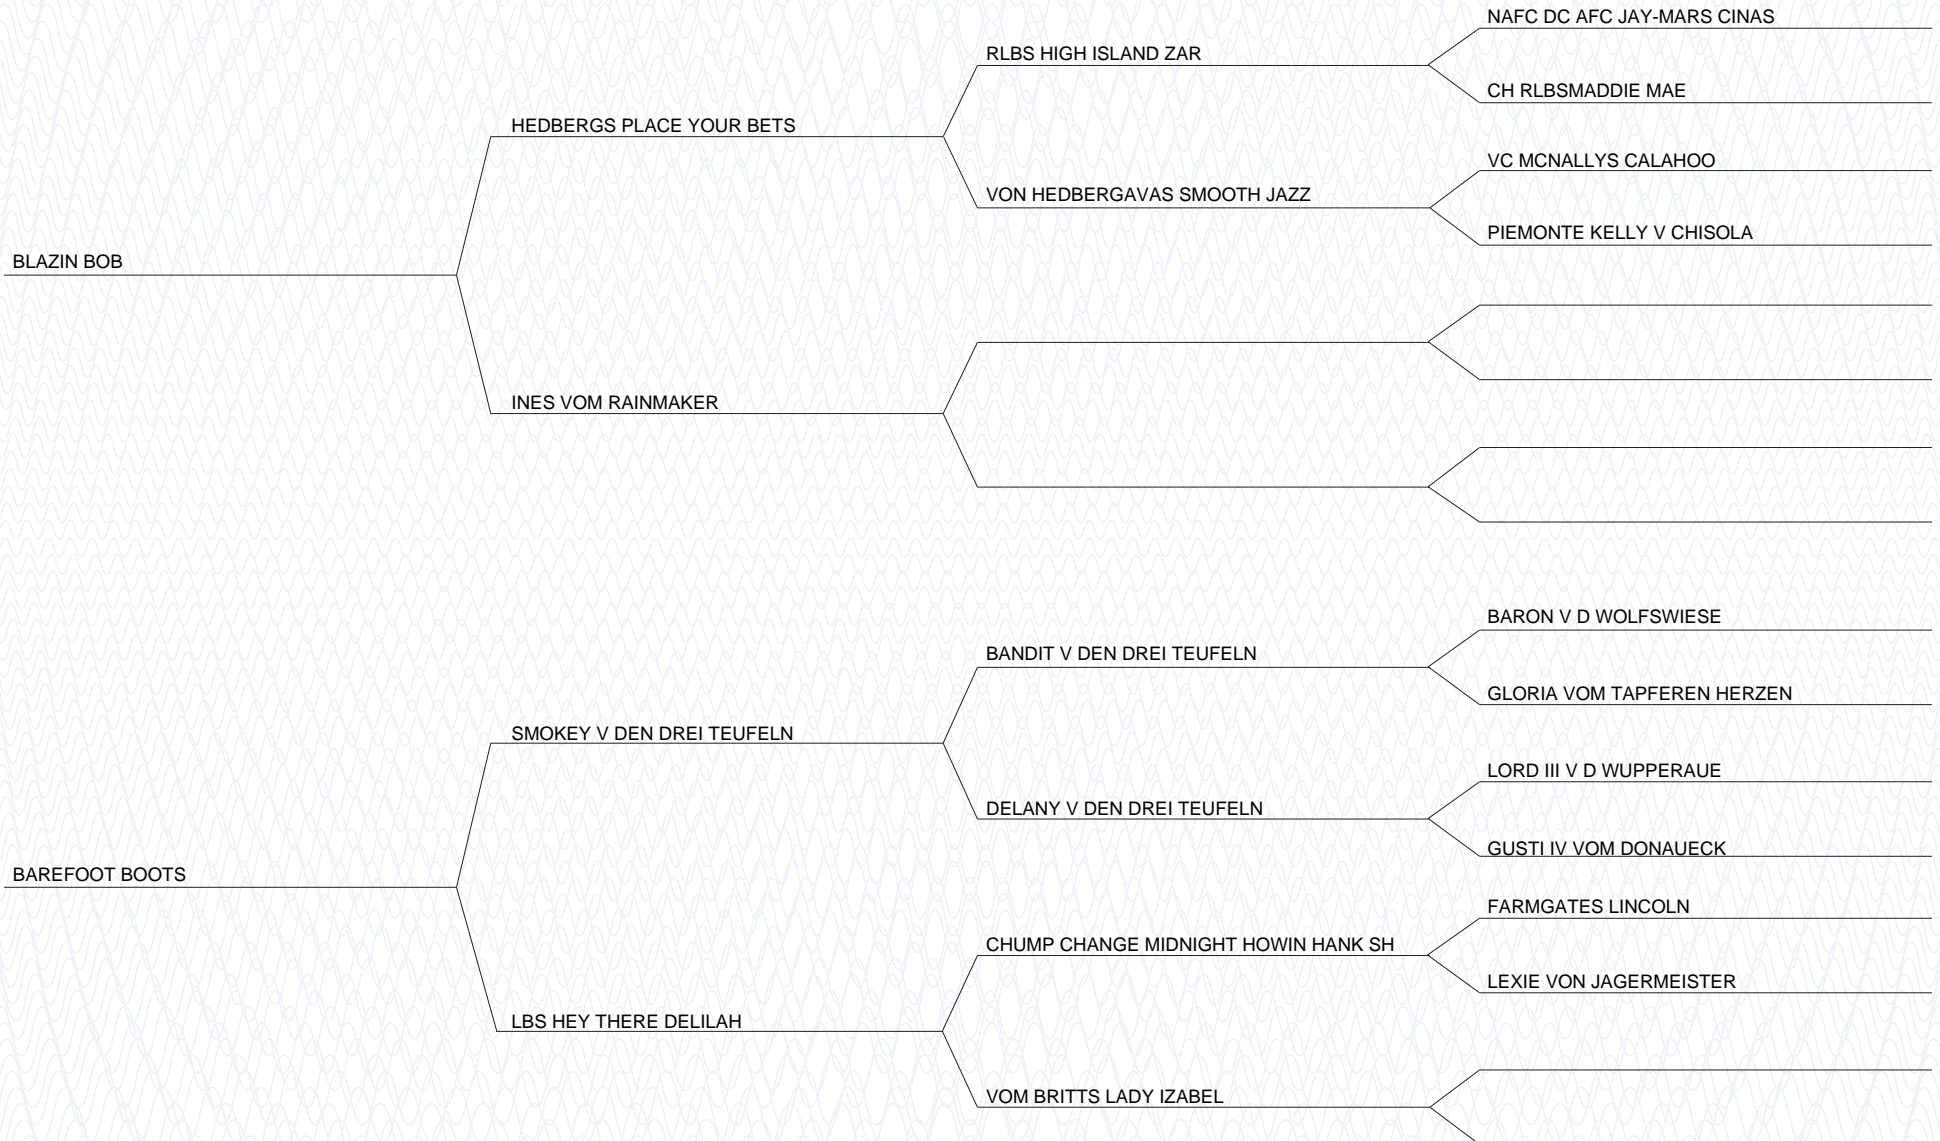 NAFC DC AFC JAY-MARS CINAS
RLBS HIGH ISLAND ZAR
CH RLBSMADDIE MAE
HEDBERGS PLACE YOUR BETS
VC MCNALLYS CALAHOO
VON HEDBERGAVAS SMOOTH JAZZ
PIEMONTE KELLY V CHISOLA
BLAZIN BOB
INES VOM RAINMAKER
BARON V D WOLFSWIESE
BANDIT V DEN DREI TEUFELN
GLORIA VOM TAPFEREN HERZEN
SMOKEY V DEN DREI TEUFELN
LORD III V D WUPPERAUE
DELANY V DEN DREI TEUFELN
GUSTI IV VOM DONAUECK
BAREFOOT BOOTS
FARMGATES LINCOLN
CHUMP CHANGE MIDNIGHT HOWIN HANK SH
LEXIE VON JAGERMEISTER
LBS HEY THERE DELILAH
VOM BRITTS LADY IZABEL